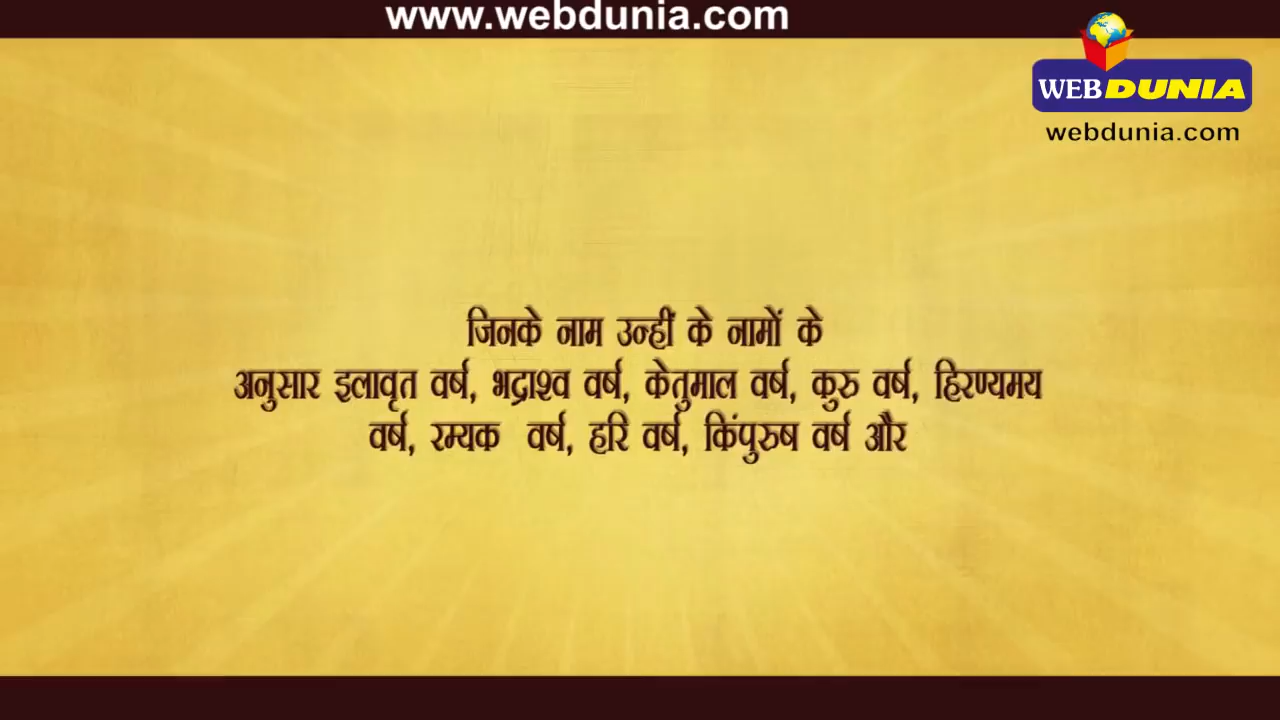 www.webdunia.com
WEBDUNIA
webdunia.com
जिनके नाम उन्हीं के नामों के
अनुसार इलावृत वर्ष, भद्राश्व वर्ष, केतुमाल वर्ष, कुरु वर्ष, हिरण्यमय
वर्ष, रम्यक वर्ष, हरि वर्ष, किंपुरुष वर्ष और